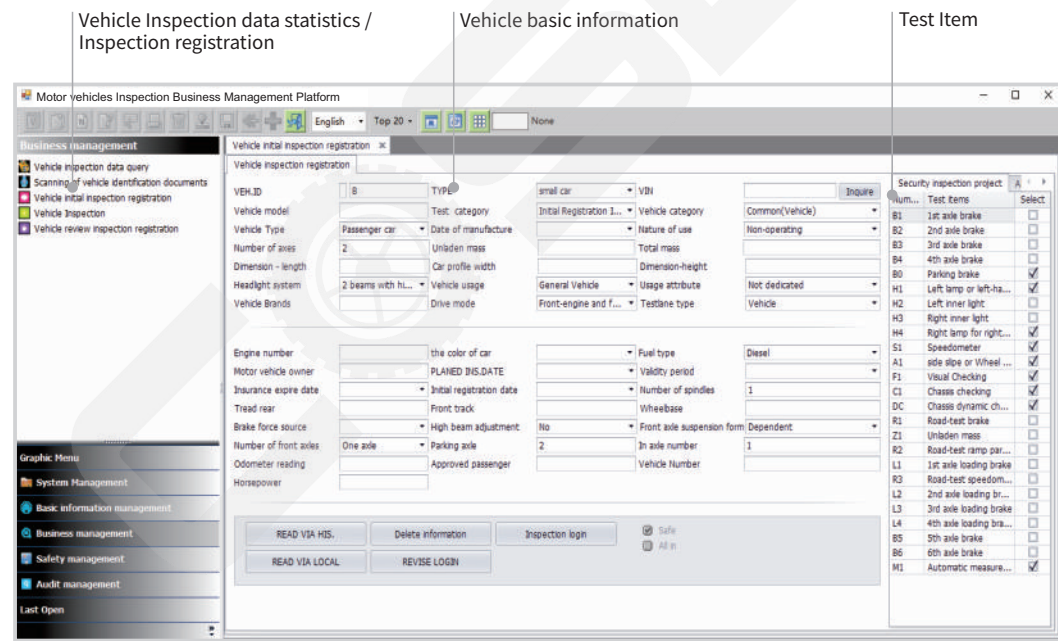 Vehicle Inspection data statistics /
Inspection registration
Vehicle basic information
Test Item
Motor vehicles Inspection Business Management Platform
English Top 20 None
Business management
Vehicle inspection data query
Scanning of vehicle identification documents
Vehicle initial inspection registration
Vehicle Inspection
Vehicle review inspection registration
Graphic Menu
System Management
Basic information management
Business management
Safety management
Audit management
Last Open
Vehicle initial inspection registration
Vehicle inspection registration
VEH.ID B TYPE small car VIN Inquire
Vehicle model Test category Initial Registration I... Vehicle category Common(Vehicle)
Vehicle Type Passenger car Date of manufacture Nature of use Non-operating
Number of axes 2 Unladen mass Total mass
Dimension - length Car profile width Dimension-height
Headlight system 2 beams with hi... Vehicle usage General Vehicle Usage attrbute Not dedicated
Vehicle Brands Drive mode Front-engine and f... Testlane type Vehicle
Engine number the color of car Fuel type Diesel
Motor vehicle owner PLANED INS.DATE Validity period
Insurance expire date Initial registration date Number of spindles 1
Tread rear Front track Wheelbase
Brake force source High beam adjustment No Front axle suspension form Dependent
Number of front axles One axle Parking axle 2 In axle number 1
Odometer reading Approved passenger Vehicle Number
Horsepower
READ VIA HIS. Delete information Inspection login Safe
All in
READ VIA LOCAL REVISE LOGIN
Security inspection project A
Num... Test items Select
B1 1st axle brake
B2 2nd axle brake
B3 3rd axle brake
B4 4th axle brake
B0 Parking brake
H1 Left lamp or left-ha...
H2 Left inner light
H3 Right inner light
H4 Right lamp for right...
S1 Speedometer
A1 side slipe or Wheel ...
F1 Visual Checking
C1 Chassis checking
DC Chassis dynamic ch...
R1 Road-test brake
Z1 Unladen mass
R2 Road-test ramp par...
L1 1st axle loading brake
R3 Road-test speedom...
L2 2nd axle loading br...
L3 3rd axle loading brake
L4 4th axle loading bra...
B5 5th axle brake
B6 6th axle brake
M1 Automatic measure...